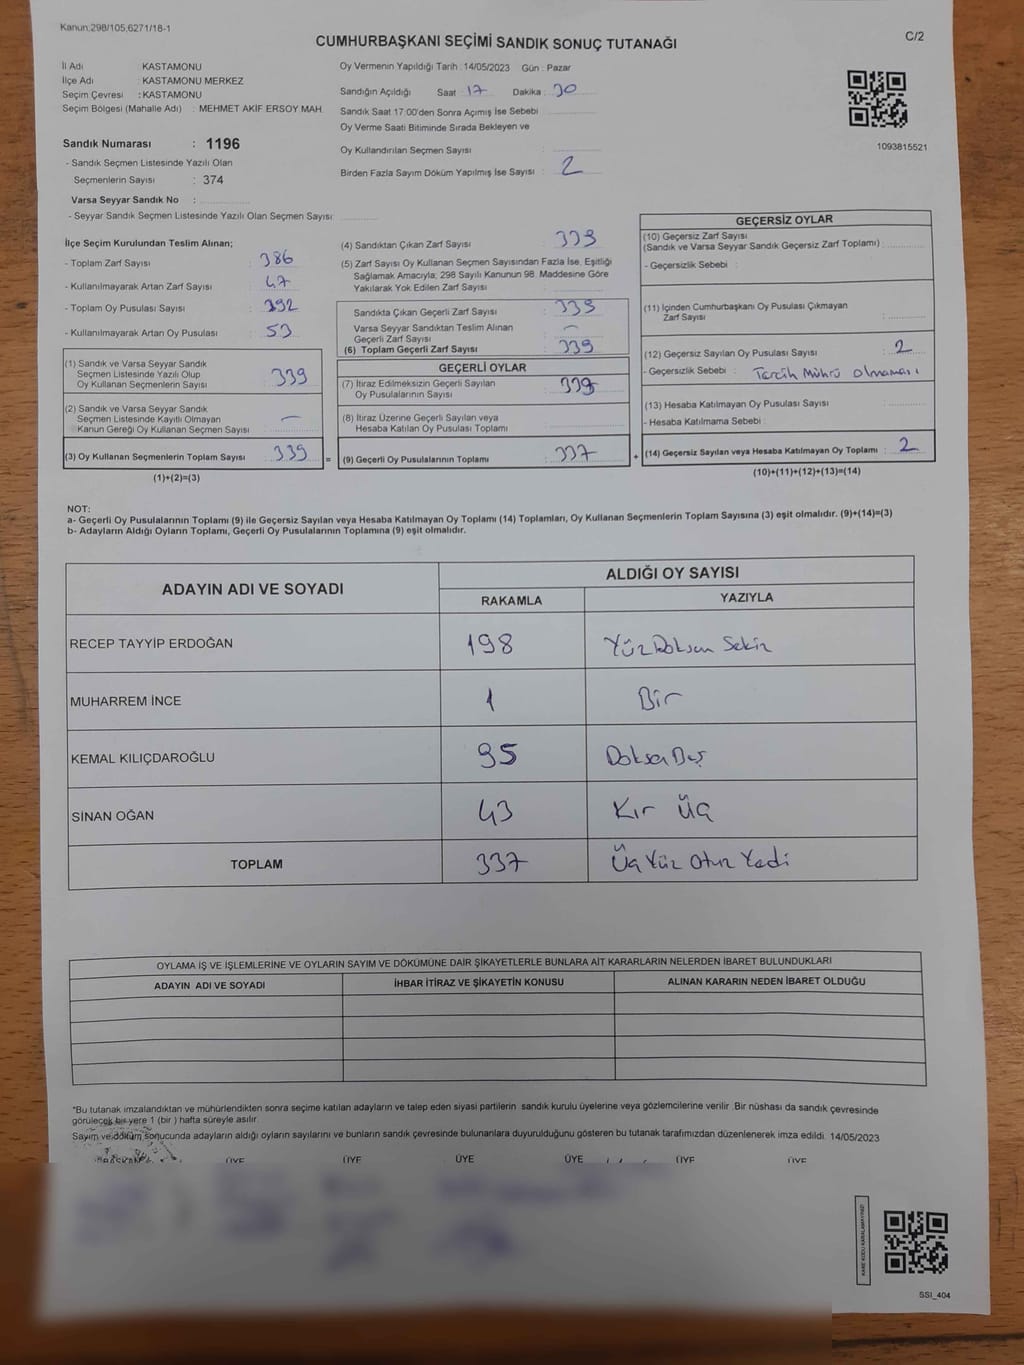 Kanun:298/105;6271/18-1
C/2
CUMHURBAŞKANI SEÇİMİ SANDIK SONUÇ TUTANAĞI
İl Adı : KASTAMONU
İlçe Adı : KASTAMONU MERKEZ
Seçim Çevresi : KASTAMONU
Seçim Bölgesi (Mahalle Adı) : MEHMET AKİF ERSOY MAH.
Oy Vermenin Yapıldığı Tarih : 14/05/2023 Gün : Pazar
Sandığın Açıldığı Saat 17 Dakika : 30
Sandık Saat 17:00'den Sonra Açımış İse Sebebi
Oy Verme Saati Bitiminde Sırada Bekleyen ve
Oy Kullandırılan Seçmen Sayısı :
Birden Fazla Sayım Döküm Yapılmış İse Sayısı : 2
1093815521
Sandık Numarası : 1196
- Sandık Seçmen Listesinde Yazılı Olan
Seçmenlerin Sayısı : 374
Varsa Seyyar Sandık No :
- Seyyar Sandık Seçmen Listesinde Yazılı Olan Seçmen Sayısı:
İlçe Seçim Kurulundan Teslim Alınan;
- Toplam Zarf Sayısı : 386
- Kullanılmayarak Artan Zarf Sayısı : 47
- Toplam Oy Pusulası Sayısı : 392
- Kullanılmayarak Artan Oy Pusulası : 53
(1) Sandık ve Varsa Seyyar Sandık
Seçmen Listesinde Yazılı Olup
Oy Kullanan Seçmenlerin Sayısı : 339
(2) Sandık ve Varsa Seyyar Sandık
Seçmen Listesinde Kayıtlı Olmayan
Kanun Gereği Oy Kullanan Seçmen Sayısı : —
(3) Oy Kullanan Seçmenlerin Toplam Sayısı : 339
(1)+(2)=(3)
(4) Sandıktan Çıkan Zarf Sayısı : 339
(5) Zarf Sayısı Oy Kullanan Seçmen Sayısından Fazla İse, Eşitliği
Sağlamak Amacıyla; 298 Sayılı Kanunun 98. Maddesine Göre
Yakılarak Yok Edilen Zarf Sayısı :
Sandıkta Çıkan Geçerli Zarf Sayısı : 339
Varsa Seyyar Sandıktan Teslim Alınan
Geçerli Zarf Sayısı : —
(6) Toplam Geçerli Zarf Sayısı : 339
GEÇERLİ OYLAR
(7) İtiraz Edilmeksizin Geçerli Sayılan
Oy Pusulalarının Sayısı : 339
(8) İtiraz Üzerine Geçerli Sayılan veya
Hesaba Katılan Oy Pusulası Toplamı
= (9) Geçerli Oy Pusulalarının Toplamı : 337
GEÇERSİZ OYLAR
(10) Geçersiz Zarf Sayısı
(Sandık ve Varsa Seyyar Sandık Geçersiz Zarf Toplamı) :
- Geçersizlik Sebebi :
(11) İçinden Cumhurbaşkanı Oy Pusulası Çıkmayan
Zarf Sayısı :
(12) Geçersiz Sayılan Oy Pusulası Sayısı : 2
- Geçersizlik Sebebi : Tercih Mührü olmaması
(13) Hesaba Katılmayan Oy Pusulası Sayısı :
- Hesaba Katılmama Sebebi :
+ (14) Geçersiz Sayılan veya Hesaba Katılmayan Oy Toplamı : 2
(10)+(11)+(12)+(13)=(14)
NOT:
a- Geçerli Oy Pusulalarının Toplamı (9) ile Geçersiz Sayılan veya Hesaba Katılmayan Oy Toplamı (14) Toplamları, Oy Kullanan Seçmenlerin Toplam Sayısına (3) eşit olmalıdır. (9)+(14)=(3)
b- Adayların Aldığı Oyların Toplamı, Geçerli Oy Pusulalarının Toplamına (9) eşit olmalıdır.
ADAYIN ADI VE SOYADI ALDIĞI OY SAYISI
RAKAMLA YAZIYLA
RECEP TAYYİP ERDOĞAN 198 YüzDoksan Sekiz
MUHARREM İNCE 1 Bir
KEMAL KILIÇDAROĞLU 95 DoksaBeş
SİNAN OĞAN 43 Kır Üç
TOPLAM 337 Üç Yüz Otuz Yedi
OYLAMA İŞ VE İŞLEMLERİNE VE OYLARIN SAYIM VE DÖKÜMÜNE DAİR ŞİKAYETLERLE BUNLARA AİT KARARLARIN NELERDEN İBARET BULUNDUKLARI
ADAYIN ADI VE SOYADI İHBAR İTİRAZ VE ŞİKAYETİN KONUSU ALINAN KARARIN NEDEN İBARET OLDUĞU
*Bu tutanak imzalandıktan ve mühürlendikten sonra seçime katılan adayların ve talep eden siyasi partilerin sandık kurulu üyelerine veya gözlemcilerine verilir. Bir nüshası da sandık çevresinde
görülecek bir yere 1 (bir) hafta süreyle asılır.
Sayım ve döküm sonucunda adayların aldığı oyların sayılarını ve bunların sandık çevresinde bulunanlara duyurulduğunu gösteren bu tutanak tarafımızdan düzenlenerek imza edildi. 14/05/2023
BAŞKAN ÜYE ÜYE ÜYE ÜYE ÜYE ÜYE
KARE KODU KARALAMAYINIZ!
SSI_404